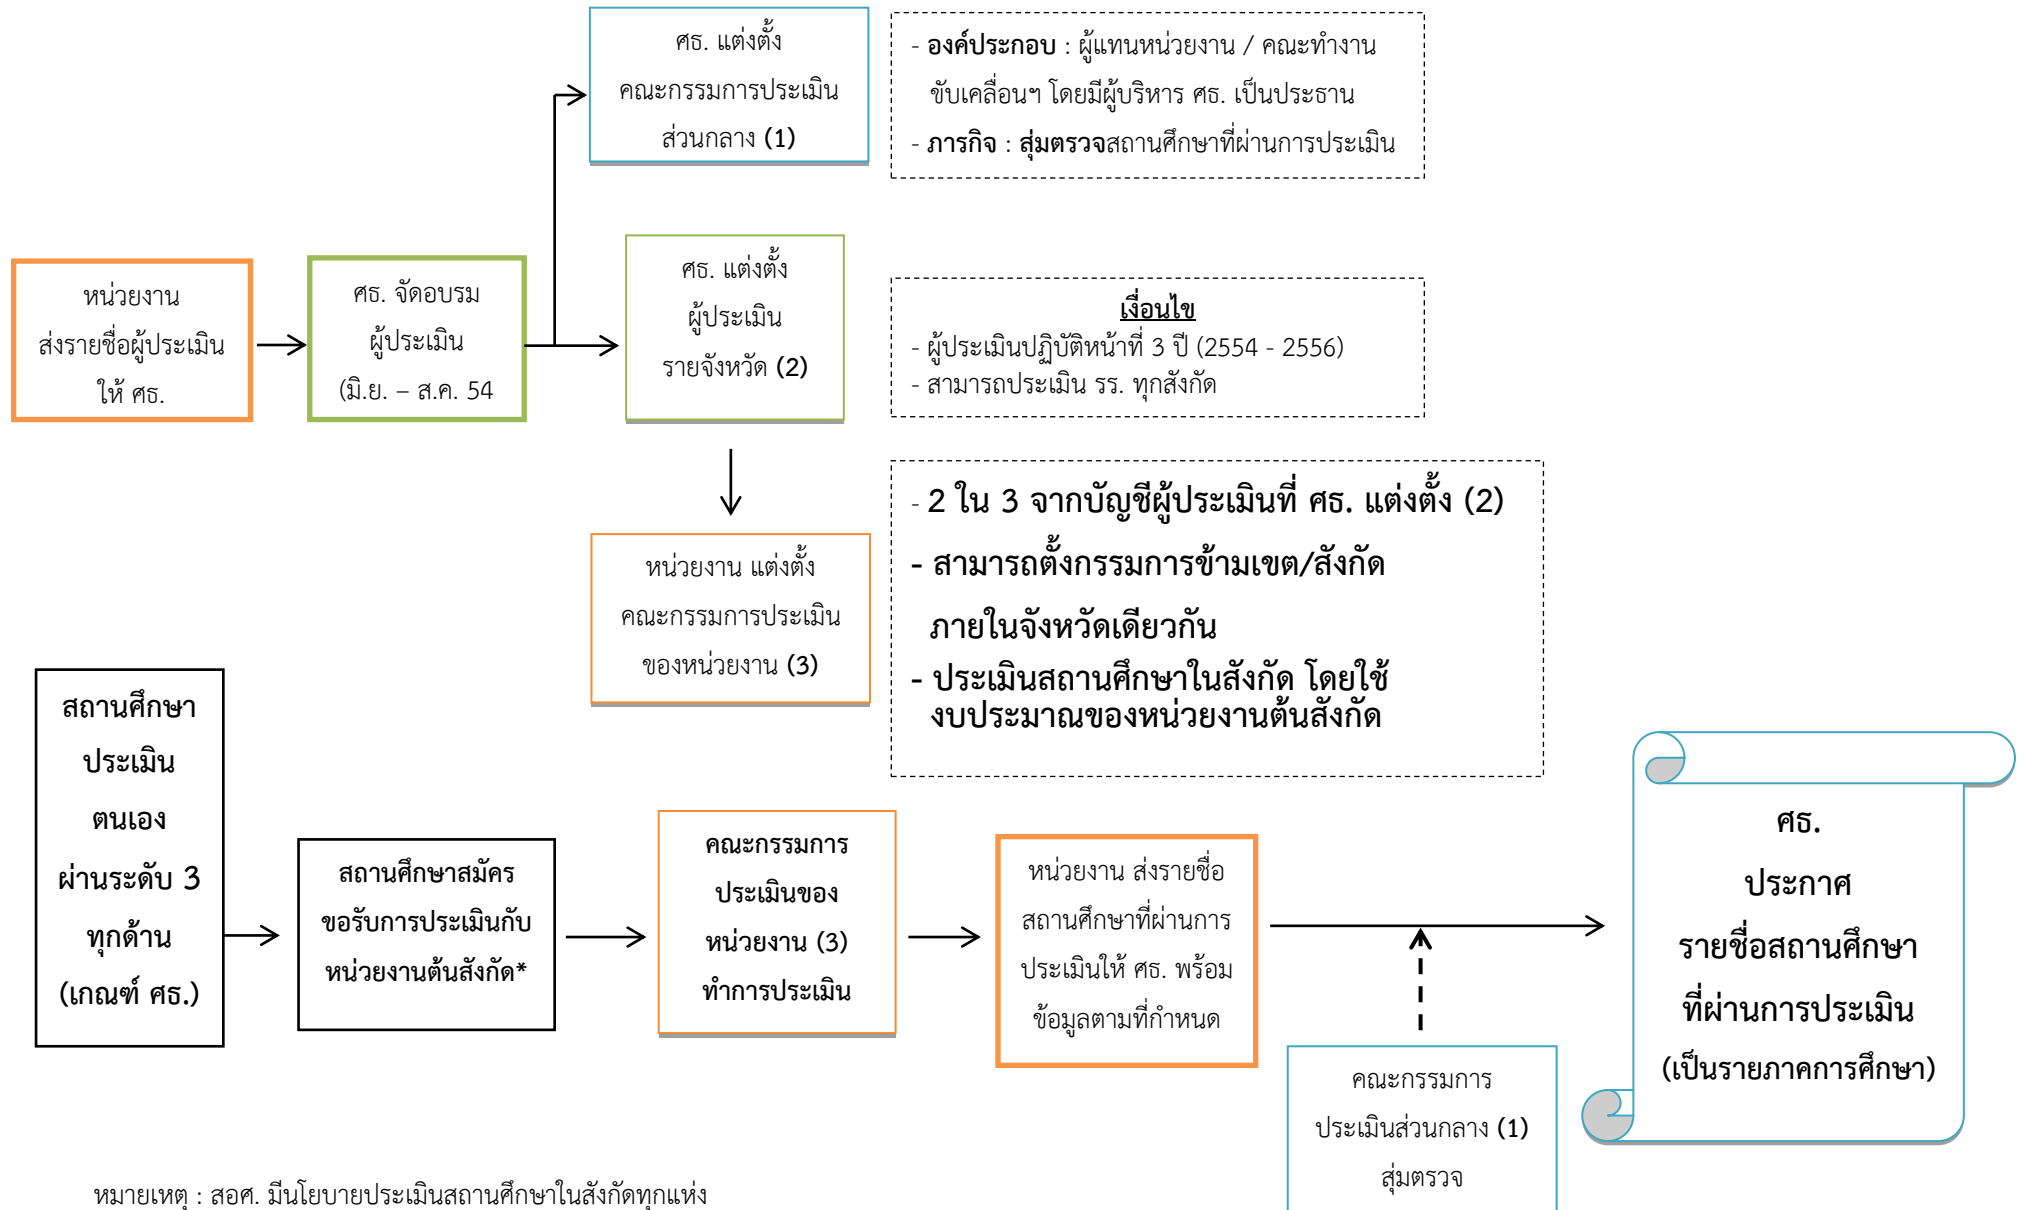 ศธ. แต่งตั้ง
คณะกรรมการประเมิน
ส่วนกลาง (1)
- องค์ประกอบ : ผู้แทนหน่วยงาน / คณะทำงาน
ขับเคลื่อนฯ โดยมีผู้บริหาร ศธ. เป็นประธาน
- ภารกิจ : สุ่มตรวจสถานศึกษาที่ผ่านการประเมิน
หน่วยงาน
ส่งรายชื่อผู้ประเมิน
ให้ ศธ.
ศธ. จัดอบรม
ผู้ประเมิน
(มิ.ย. – ส.ค. 54
ศธ. แต่งตั้ง
ผู้ประเมิน
รายจังหวัด (2)
เงื่อนไข
- ผู้ประเมินปฏิบัติหน้าที่ 3 ปี (2554 - 2556)
- สามารถประเมิน รร. ทุกสังกัด
หน่วยงาน แต่งตั้ง
คณะกรรมการประเมิน
ของหน่วยงาน (3)
- 2 ใน 3 จากบัญชีผู้ประเมินที่ ศธ. แต่งตั้ง (2)
- สามารถตั้งกรรมการข้ามเขต/สังกัด
ภายในจังหวัดเดียวกัน
- ประเมินสถานศึกษาในสังกัด โดยใช้
งบประมาณของหน่วยงานต้นสังกัด
สถานศึกษา
ประเมิน
ตนเอง
ผ่านระดับ 3
ทุกด้าน
(เกณฑ์ ศธ.)
สถานศึกษาสมัคร
ขอรับการประเมินกับ
หน่วยงานต้นสังกัด*
คณะกรรมการ
ประเมินของ
หน่วยงาน (3)
ทำการประเมิน
หน่วยงาน ส่งรายชื่อ
สถานศึกษาที่ผ่านการ
ประเมินให้ ศธ. พร้อม
ข้อมูลตามที่กำหนด
คณะกรรมการ
ประเมินส่วนกลาง (1)
สุ่มตรวจ
ศธ.
ประกาศ
รายชื่อสถานศึกษา
ที่ผ่านการประเมิน
(เป็นรายภาคการศึกษา)
หมายเหตุ : สอศ. มีนโยบายประเมินสถานศึกษาในสังกัดทุกแห่ง